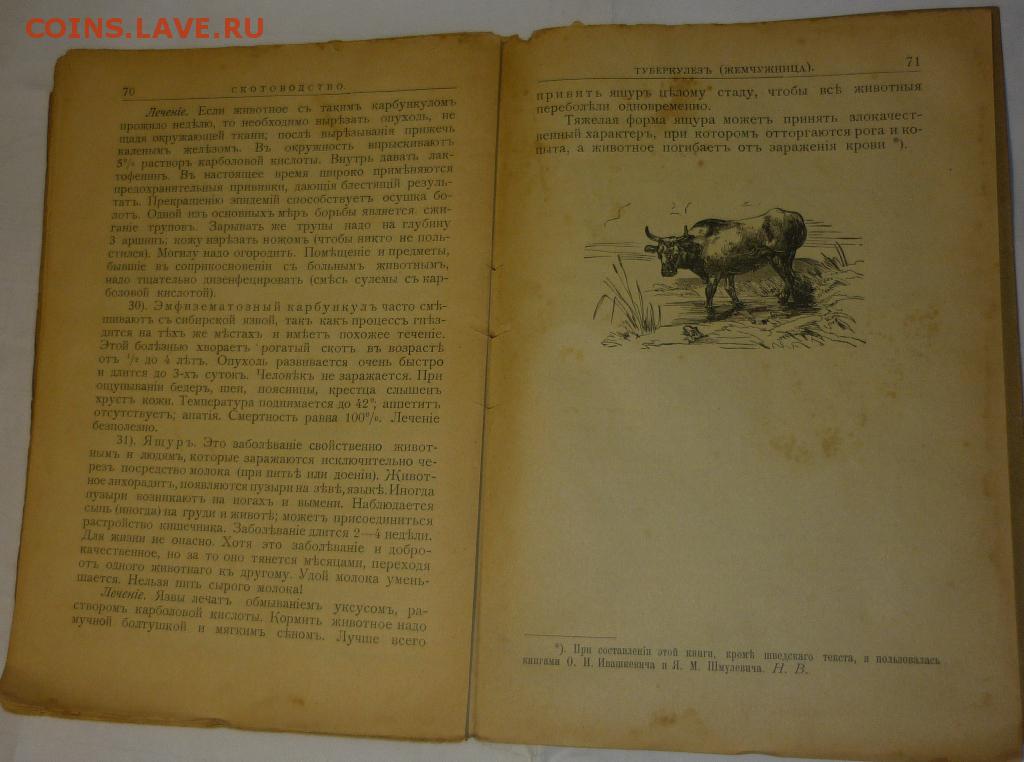 COINS.LAVE.RU
70
СКОТОВОДСТВО.
Леченіе. Если животное съ такимъ карбункуломъ
прожило недѣлю, то необходимо вырѣзать опухоль, не
щадя окружающей ткани; послѣ вырѣзыванія прижечь
каленымъ желѣзомъ. Въ окружность впрыскиваютъ
5% растворъ карболовой кислоты. Внутрь давать лак-
тофенинъ. Въ настоящее время широко примѣняются
предохранительныя прививки, дающія блестящій резуль-
татъ. Прекращенію эпидемій способствуетъ осушка бо-
лотъ. Одной изъ основныхъ мѣръ борьбы является сжи-
ганіе труповъ. Зарывать же трупы надо на глубину
3 аршинъ; кожу изрѣзать ножомъ (чтобы никто не поль-
стился). Могилу надо огородить. Помѣщеніе и предметы,
бывшіе въ соприкосновеніи съ больнымъ животнымъ,
надо тщательно дизенфецировать (смѣсь сулемы съ кар-
боловой кислотой).
30). Эмфизематозный карбункулъ часто смѣ-
шиваютъ съ сибирской язвой, такъ какъ процессъ гнѣз-
дится на тѣхъ же мѣстахъ и имѣетъ похожее теченіе.
Этой болѣзнью хвораетъ рогатый скотъ въ возрастѣ
отъ ½ до 4 лѣтъ. Опухоль развивается очень быстро
и длится до 3-хъ сутокъ. Человѣкъ не заражается. При
ощупываніи бедеръ, шеи, поясницы, крестца слышенъ
хрустъ кожи. Температура поднимается до 42°; аппетитъ
отсутствуетъ; апатія. Смертность равна 100%. Леченіе
безполезно.
31). Ящуръ. Это заболѣваніе свойственно живот-
нымъ и людямъ, которые заражаются исключительно че-
резъ посредство молока (при питьѣ или доеніи). Живот-
ное лихорадитъ, появляются пузыри на зѣвѣ, языкѣ. Иногда
пузыри возникаютъ на ногахъ и вымени. Наблюдается
сыпь (иногда) на груди и животѣ; можетъ присоединиться
растройство кишечника. Заболѣваніе длится 2—4 недѣли.
Для жизни не опасно. Хотя это заболѣваніе и добро-
качественное, но за то оно тянется мѣсяцами, переходя
отъ одного животнаго къ другому. Удой молока умень-
шается. Нельзя пить сырого молока!
Леченіе. Язвы лечатъ обмываніемъ уксусомъ, ра-
створомъ карболовой кислоты. Кормить животное надо
мучной болтушкой и мягкимъ сѣномъ. Лучше всего
ТУБЕРКУЛЕЗЪ (ЖЕМЧУЖНИЦА).
71
привить ящуръ цѣлому стаду, чтобы всѣ животныя
переболѣли одновременно.
Тяжелая форма ящура можетъ принять злокачест-
венный характеръ, при которомъ отторгаются рога и ко-
пыта, а животное погибаетъ отъ зараженія крови *).
*). При составленіи этой книги, кромѣ шведскаго текста, я пользовалась
книгами О. И. Ивашкевича и Я. М. Шмулевича. Н. В.